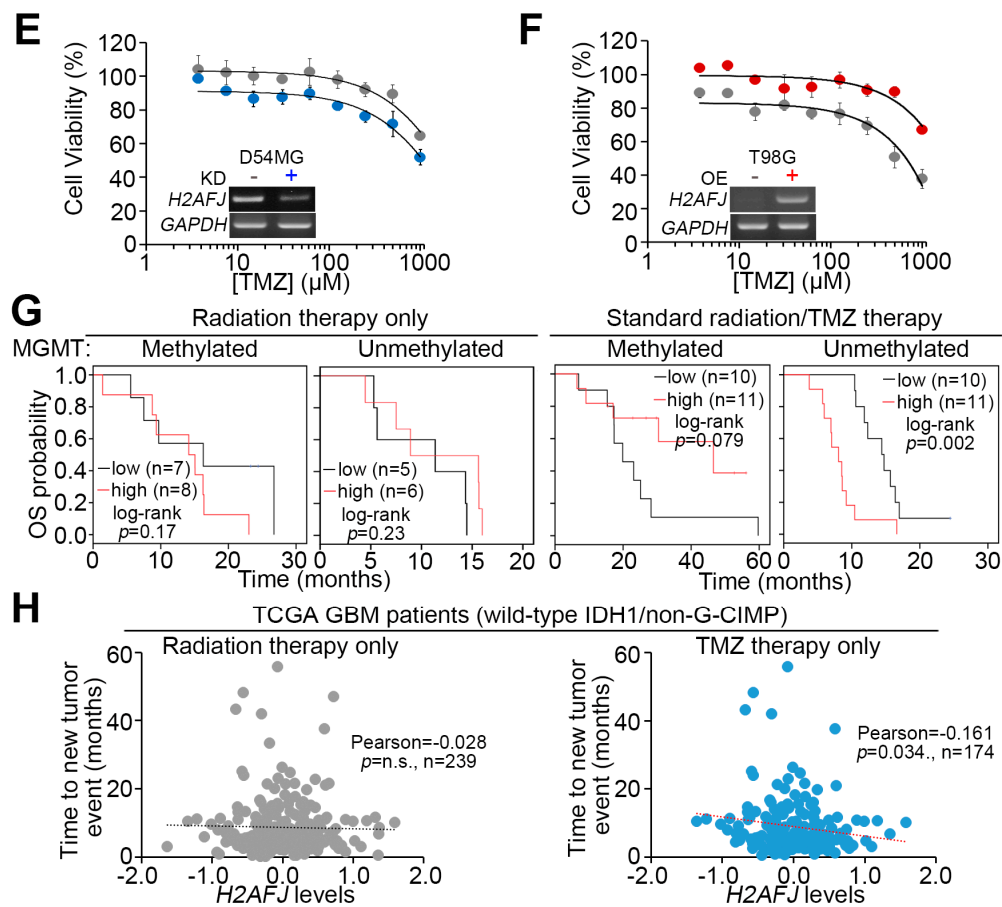 E
Cell Viability (%)
120
100
80
60
40
20
0
D54MG
KD - +
H2AFJ
GAPDH
1 10 100 1000
[TMZ] (µM)
F
Cell Viability (%)
120
100
80
60
40
20
0
T98G
OE - +
H2AFJ
GAPDH
1 10 100 1000
[TMZ] (µM)
G
Radiation therapy only
Standard radiation/TMZ therapy
MGMT: Methylated Unmethylated Methylated Unmethylated
OS probability
1.0
0.8
0.6
0.4
0.2
0.0
low (n=7)
high (n=8)
log-rank
p=0.17
0 10 20 30
low (n=5)
high (n=6)
log-rank
p=0.23
0 5 10 15 20
Time (months)
low (n=10)
high (n=11)
log-rank
p=0.079
0 20 40 60
low (n=10)
high (n=11)
log-rank
p=0.002
0 10 20 30
Time (months)
H
TCGA GBM patients (wild-type IDH1/non-G-CIMP)
Radiation therapy only
Time to new tumor
event (months)
60
40
20
0
Pearson=-0.028
p=n.s., n=239
-2.0 -1.0 0.0 1.0 2.0
H2AFJ levels
TMZ therapy only
Time to new tumor
event (months)
60
40
20
0
Pearson=-0.161
p=0.034., n=174
-2.0 -1.0 0.0 1.0 2.0
H2AFJ levels